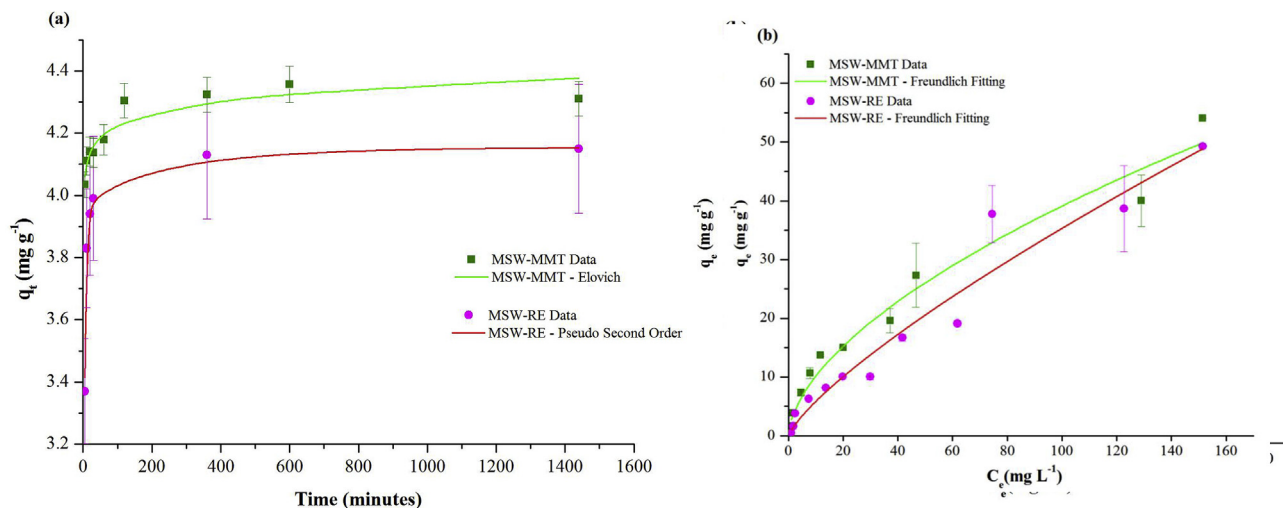 (a)
4.4
4.2
4.0
3.8
3.6
3.4
3.2
q_t (mg g^-1)
MSW-MMT Data
MSW-MMT - Elovich
MSW-RE Data
MSW-RE - Pseudo Second Order
0
200
400
600
800
1000
1200
1400
1600
Time (minutes)
(b)
MSW-MMT Data
MSW-MMT - Freundlich Fitting
MSW-RE Data
MSW-RE - Freundlich Fitting
60
50
40
30
20
10
0
q_e (mg g^-1)
q_e (mg g^-1)
0
20
40
60
80
100
120
140
160
C_e(mg L^-1)